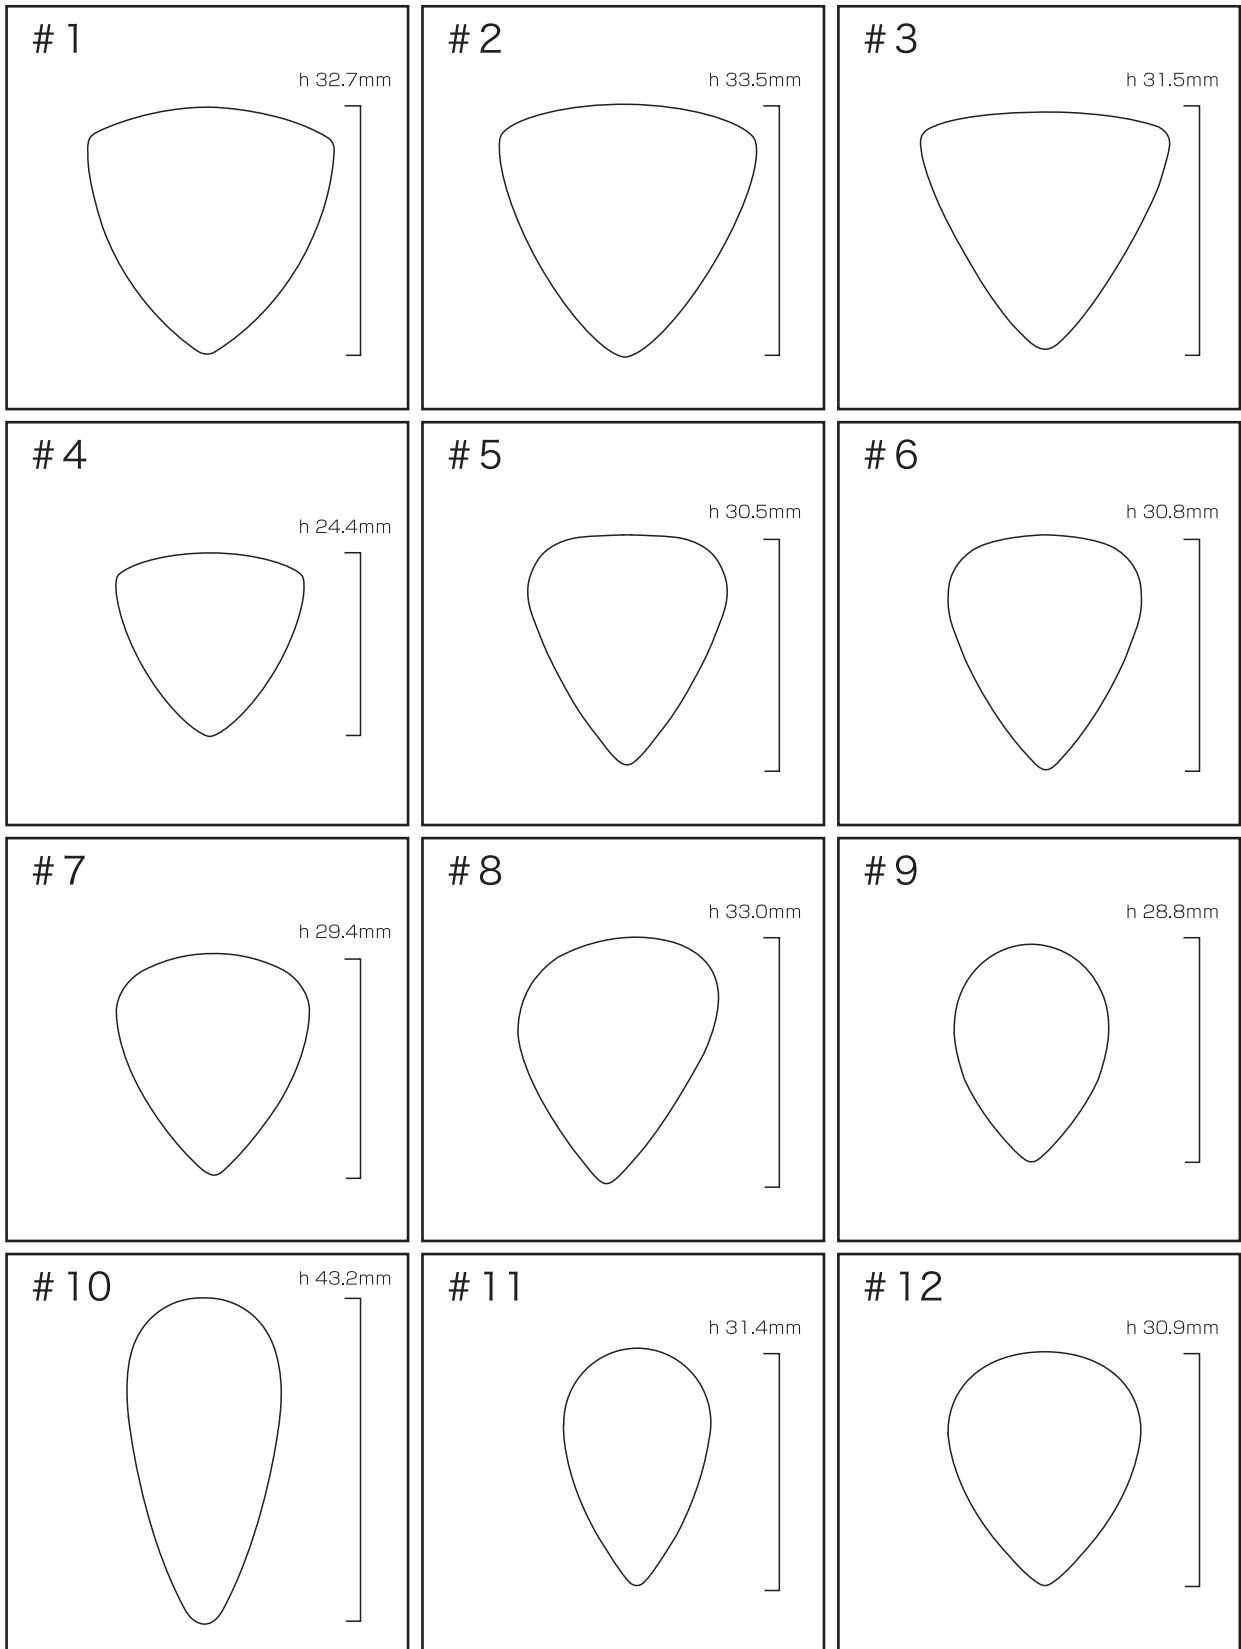 #1
h 32.7mm
#2
h 33.5mm
#3
h 31.5mm
#4
h 24.4mm
#5
h 30.5mm
#6
h 30.8mm
#7
h 29.4mm
#8
h 33.0mm
#9
h 28.8mm
#10
h 43.2mm
#11
h 31.4mm
#12
h 30.9mm